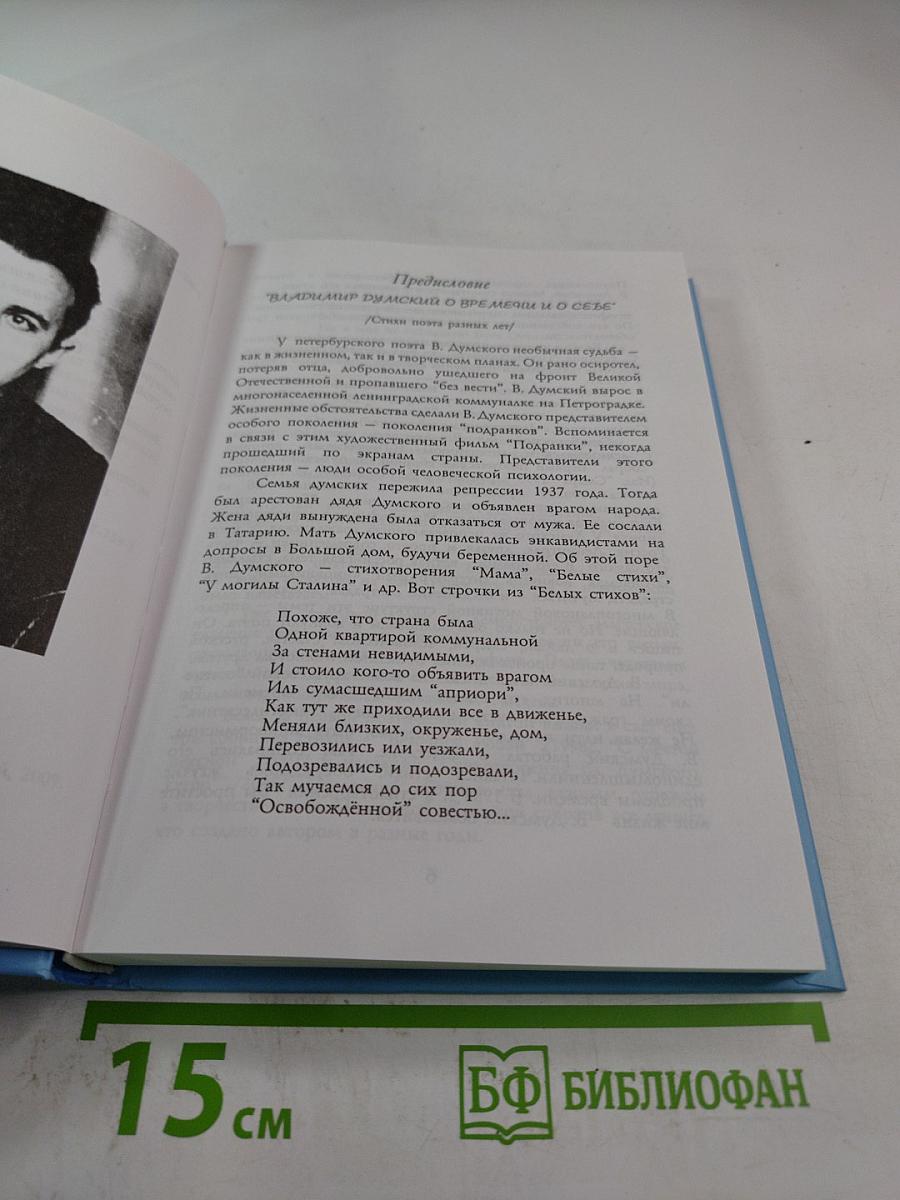 Предисловие
"ВЛАДИМИР ДУМСКИЙ О ВРЕМЕНИ И О СЕБЕ"
/Стихи поэта разных лет/
У петербургского поэта В. Думского необычная судьба —
как в жизненном, так и в творческом планах. Он рано осиротел,
потеряв отца, добровольно ушедшего на фронт Великой
Отечественной и пропавшего "без вести". В. Думский вырос в
многонаселенной ленинградской коммуналке на Петроградке.
Жизненные обстоятельства сделали В. Думского представителем
особого поколения — поколения "подранков". Вспоминается
в связи с этим художественный фильм "Подранки", некогда
прошедший по экранам страны. Представители этого
поколения — люди особой человеческой психологии.
Семья думских пережила репрессии 1937 года. Тогда
был арестован дядя Думского и объявлен врагом народа.
Жена дяди вынуждена была отказаться от мужа. Ее сослали
в Татарию. Мать Думского привлекалась энкавидистами на
допросы в Большой дом, будучи беременной. Об этой поре
В. Думского — стихотворения "Мама", "Белые стихи",
"У могилы Сталина" и др. Вот строчки из "Белых стихов":
Похоже, что страна была
Одной квартирой коммунальной
За стенами невидимыми,
И стоило кого-то объявить врагом
Иль сумасшедшим "априори",
Как тут же приходили все в движенье,
Меняли близких, окруженье, дом,
Перевозились или уезжали,
Подозревались и подозревали,
Так мучаемся до сих пор
"Освобождённой" совестью...
15 см
БФ БИБЛИОФАН